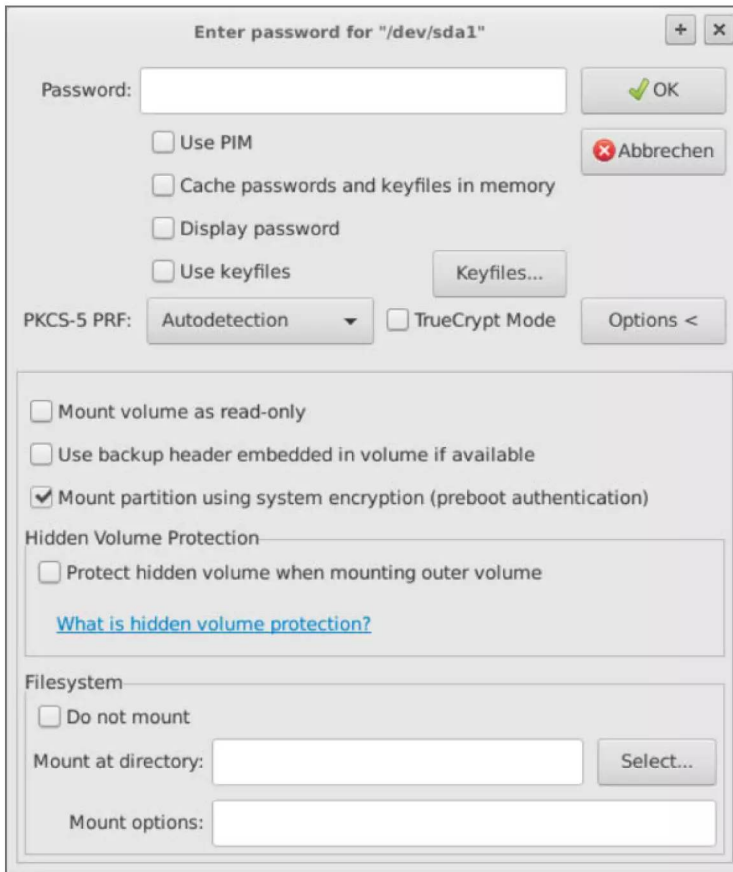 Enter password for "/dev/sda1"
Password:
OK
Use PIM
Abbrechen
Cache passwords and keyfiles in memory
Display password
Use keyfiles
Keyfiles...
PKCS-5 PRF: Autodetection TrueCrypt Mode Options <
Mount volume as read-only
Use backup header embedded in volume if available
Mount partition using system encryption (preboot authentication)
Hidden Volume Protection
Protect hidden volume when mounting outer volume
What is hidden volume protection?
Filesystem
Do not mount
Mount at directory: Select...
Mount options: